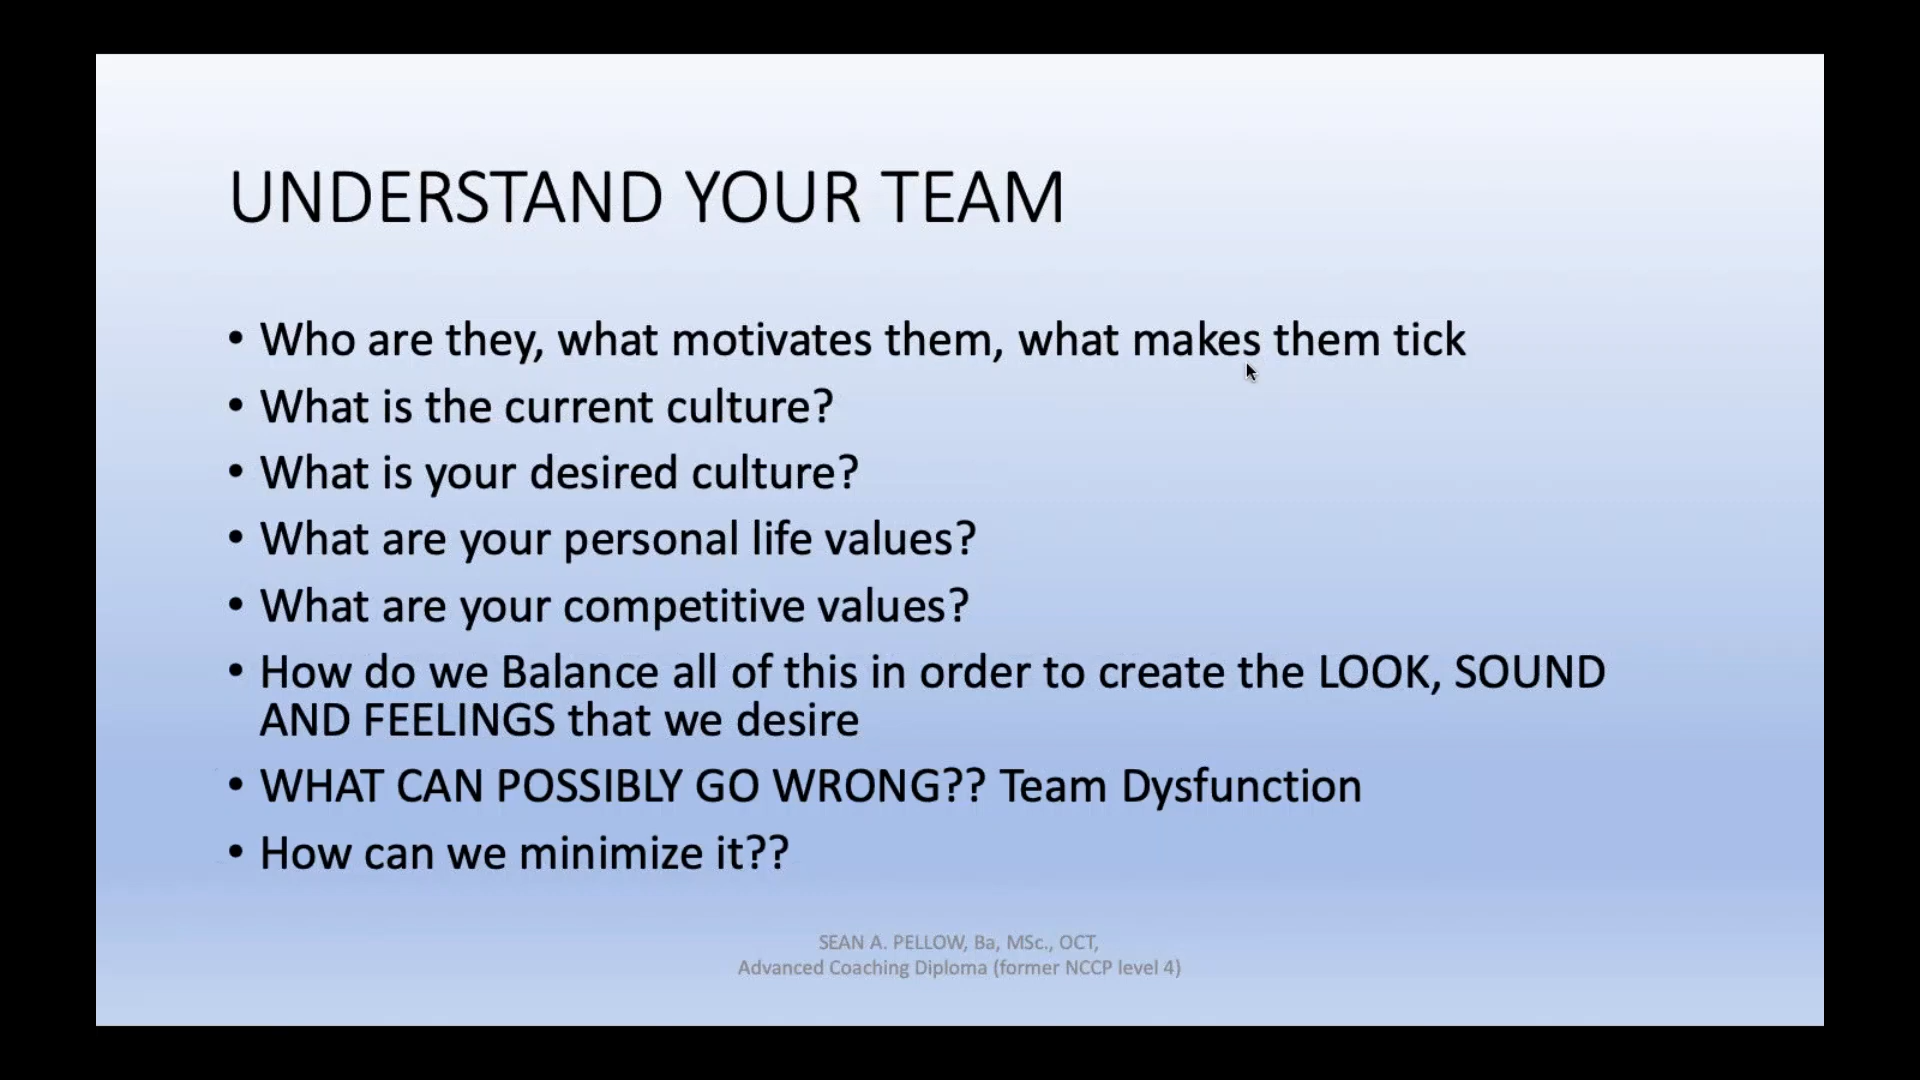 UNDERSTAND YOUR TEAM
• Who are they, what motivates them, what makes them tick
• What is the current culture?
• What is your desired culture?
• What are your personal life values?
• What are your competitive values?
• How do we Balance all of this in order to create the LOOK, SOUND
AND FEELINGS that we desire
• WHAT CAN POSSIBLY GO WRONG?? Team Dysfunction
• How can we minimize it??
SEAN A. PELLOW, Ba, MSc., OCT,
Advanced Coaching Diploma (former NCCP level 4)